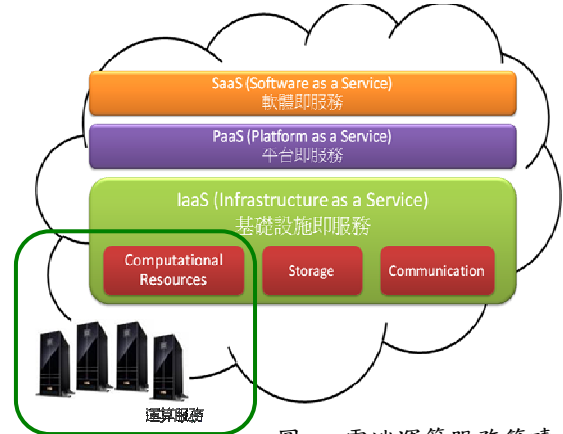 SaaS (Software as a Service)
軟體即服務
PaaS (Platform as a Service)
平台即服務
IaaS (Infrastructure as a Service)
基礎設施即服務
Computational
Resources
Storage
Communication
運算服務